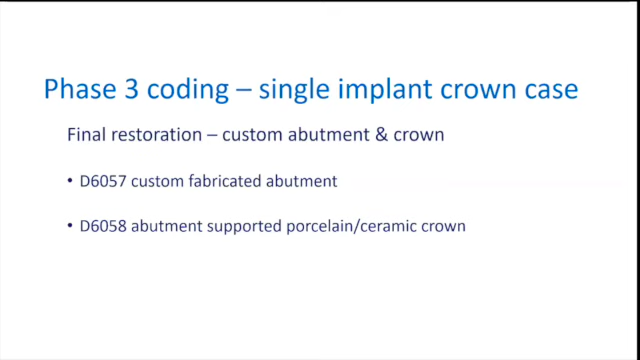 Phase 3 coding – single implant crown case
Final restoration – custom abutment & crown
• D6057 custom fabricated abutment
• D6058 abutment supported porcelain/ceramic crown